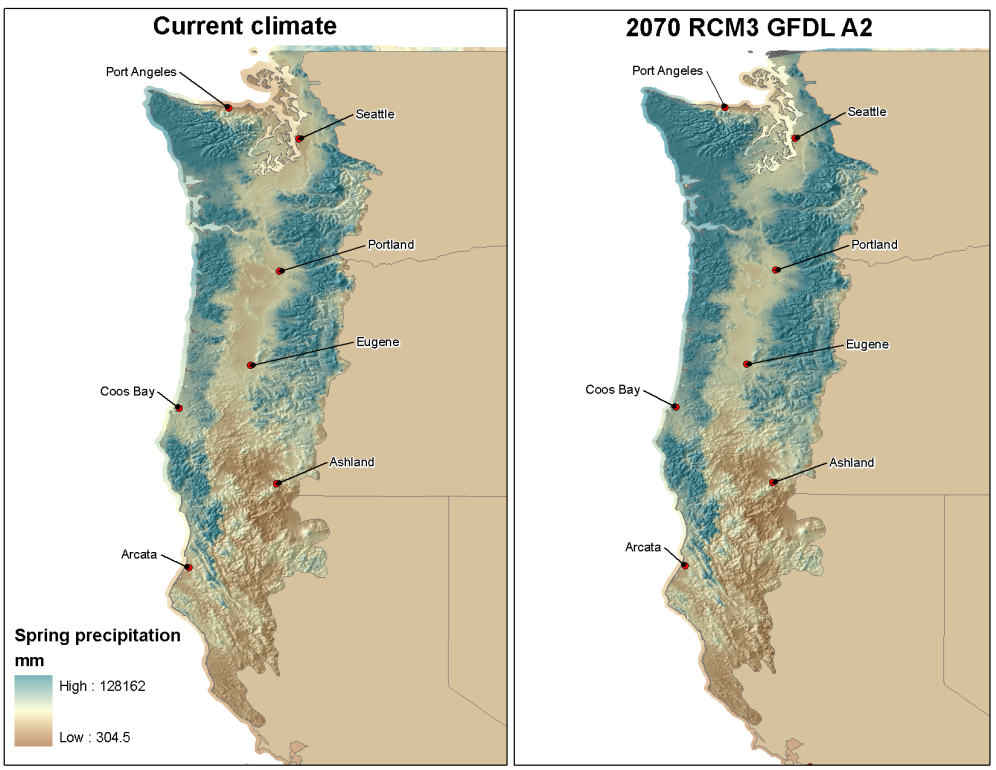 Current climate
Port Angeles
Seattle
Portland
Eugene
Coos Bay
Ashland
Arcata
Spring precipitation
mm
High : 128162
Low : 304.5
2070 RCM3 GFDL A2
Port Angeles
Seattle
Portland
Eugene
Coos Bay
Ashland
Arcata